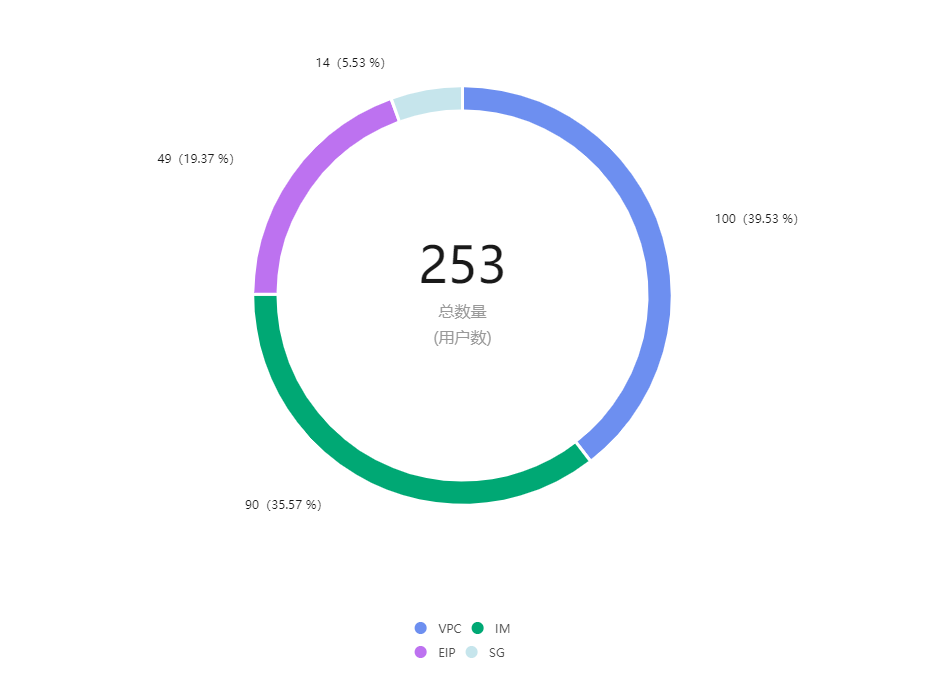 14（5.53 %）
49（19.37 %）
100（39.53 %）
253
总数量
(用户数)
90（35.57 %）
VPC IM
EIP SG